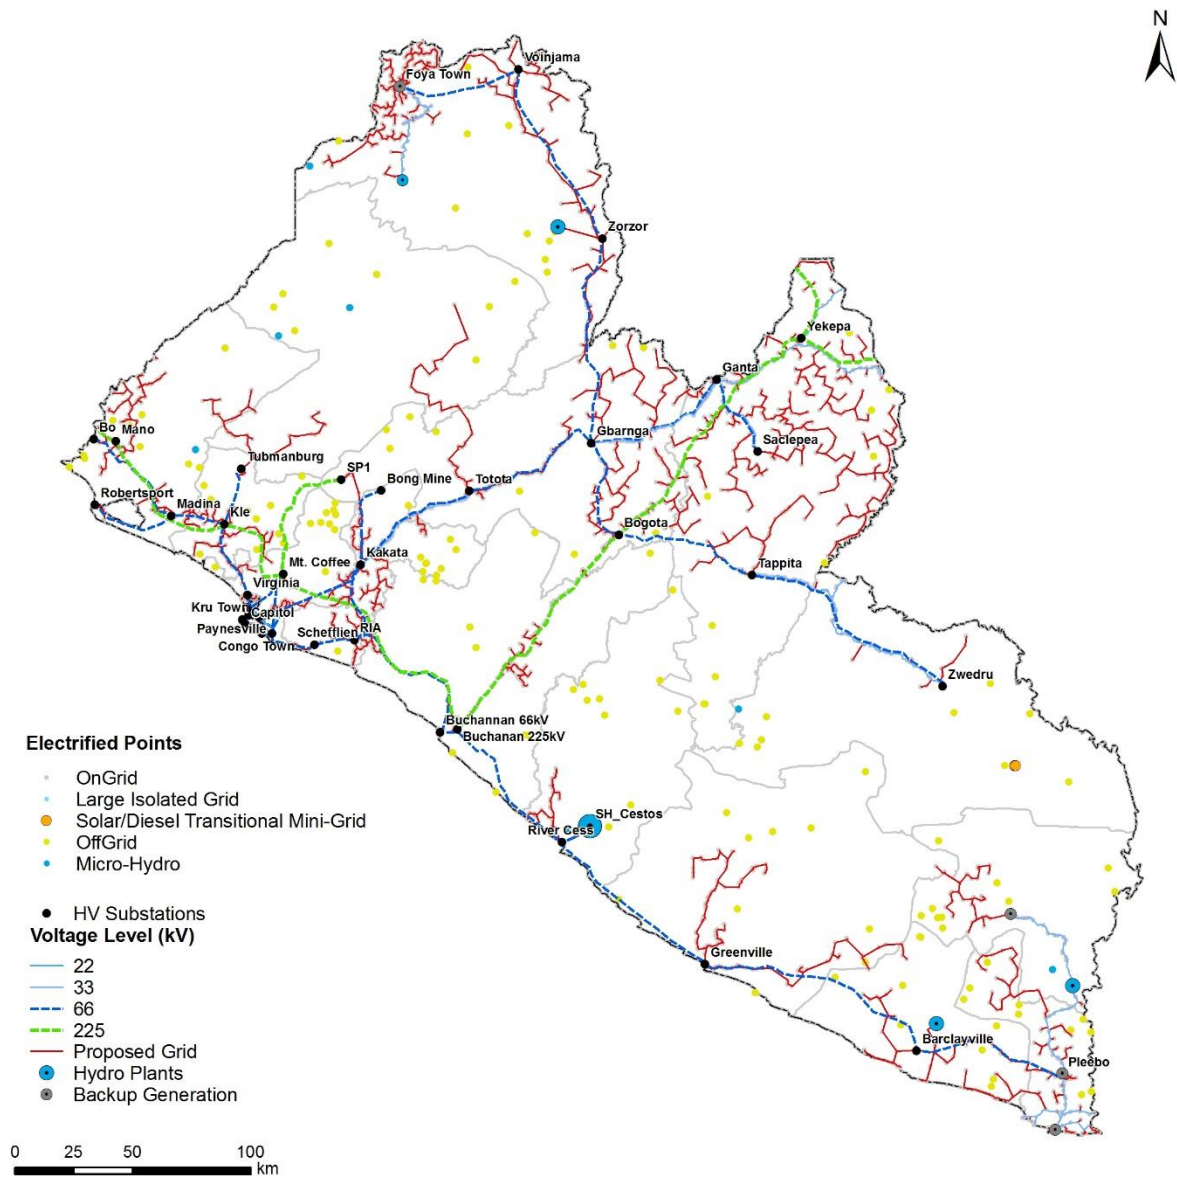 N
Voinjama
Foya Town
Zorzor
Yekepa
Ganta
Gbarnga
Saclepea
Bo
Mano
Tubmanburg
SP1
Bong Mine
Totota
Robertsport
Madina
Kle
Bogota
Kakata
Mt. Coffee
Tappita
Virginia
Kru Town
Capitol
Paynesville
Schefflien
RIA
Congo Town
Zwedru
Buchannan 66kV
Buchanan 225kV
SH_Cestos
River Cess
Greenville
Barclayville
Pleebo
Electrified Points
OnGrid
Large Isolated Grid
Solar/Diesel Transitional Mini-Grid
OffGrid
Micro-Hydro
HV Substations
Voltage Level (kV)
22
33
66
225
Proposed Grid
Hydro Plants
Backup Generation
0 25 50 100
km